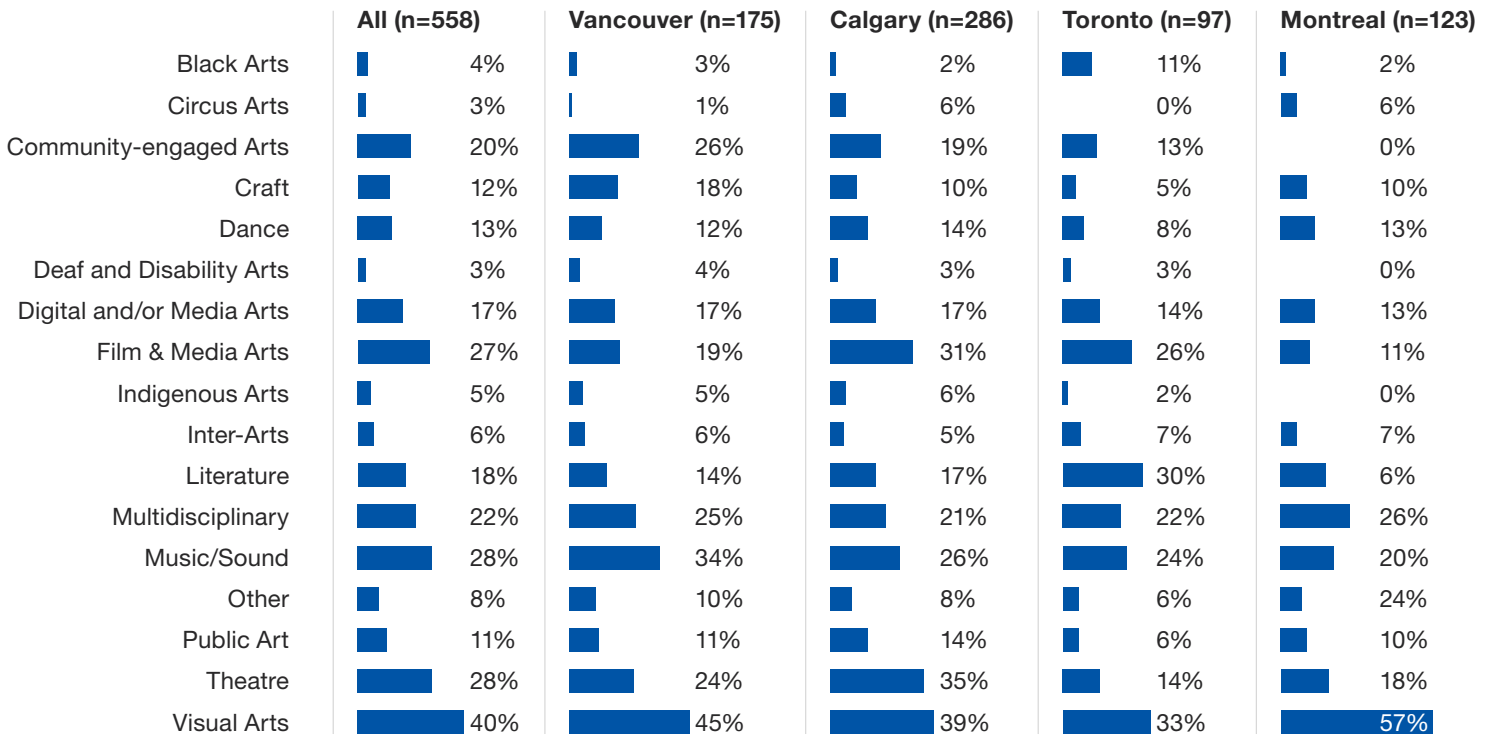 All (n=558) Vancouver (n=175) Calgary (n=286) Toronto (n=97) Montreal (n=123)
Black Arts 4% 3% 2% 11% 2%
Circus Arts 3% 1% 6% 0% 6%
Community-engaged Arts 20% 26% 19% 13% 0%
Craft 12% 18% 10% 5% 10%
Dance 13% 12% 14% 8% 13%
Deaf and Disability Arts 3% 4% 3% 3% 0%
Digital and/or Media Arts 17% 17% 17% 14% 13%
Film & Media Arts 27% 19% 31% 26% 11%
Indigenous Arts 5% 5% 6% 2% 0%
Inter-Arts 6% 6% 5% 7% 7%
Literature 18% 14% 17% 30% 6%
Multidisciplinary 22% 25% 21% 22% 26%
Music/Sound 28% 34% 26% 24% 20%
Other 8% 10% 8% 6% 24%
Public Art 11% 11% 14% 6% 10%
Theatre 28% 24% 35% 14% 18%
Visual Arts 40% 45% 39% 33% 57%